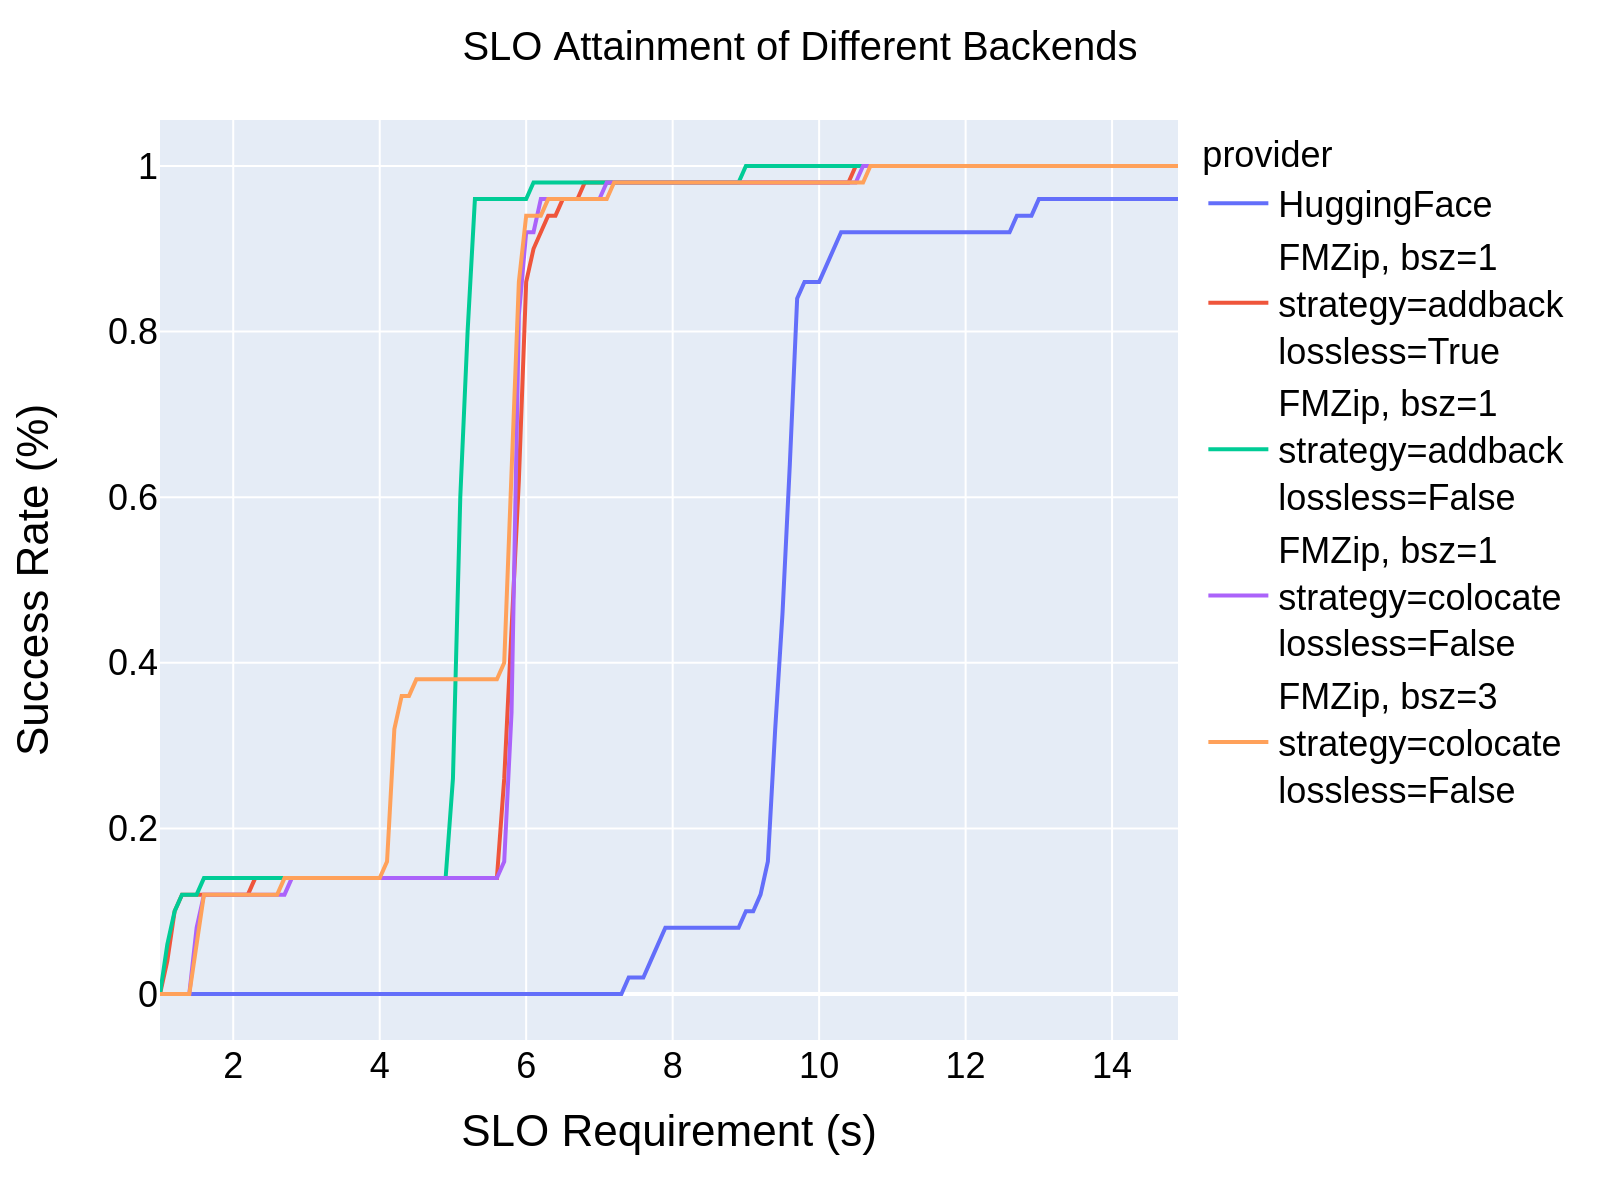 SLO Attainment of Different Backends
1
0.8
0.6
0.4
0.2
0
Success Rate (%)
2 4 6 8 10 12 14
SLO Requirement (s)
provider
HuggingFace
FMZip, bsz=1
strategy=addback
lossless=True
FMZip, bsz=1
strategy=addback
lossless=False
FMZip, bsz=1
strategy=colocate
lossless=False
FMZip, bsz=3
strategy=colocate
lossless=False